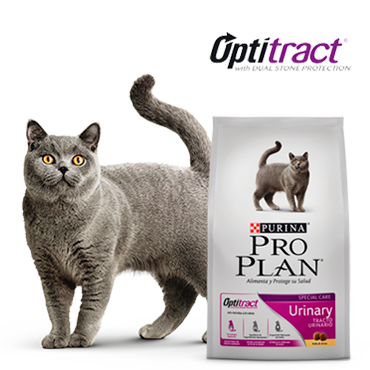 Optitract
with DUAL STONE PROTECTION
PURINA
PRO
PLAN
Alimenta y Protege su Salud
SPECIAL CARE
Optitract
Urinary
TRACTO
URINARIO